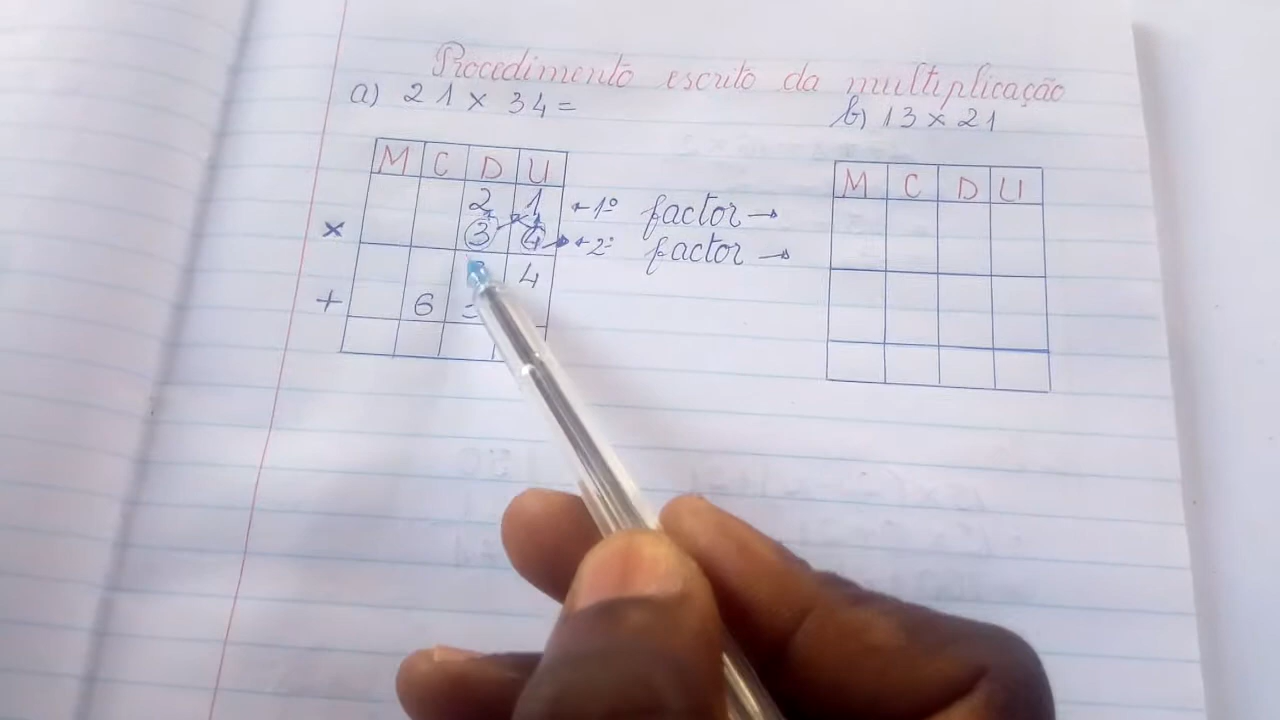 Procedimento escrito da multiplicação
a) 21 x 34 =
b) 13 x 21
M C D U
2 1 ← 1º factor →
x 3 4 ← 2º factor →
4
+ 6
M C D U